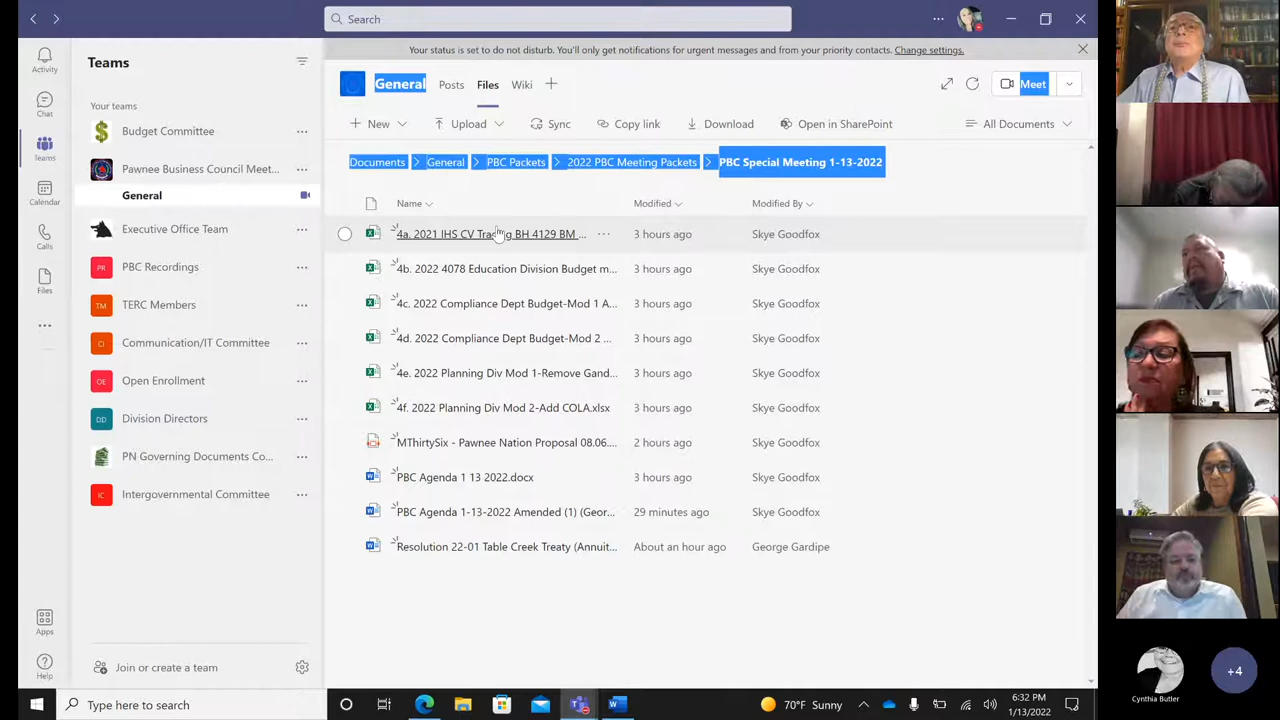 Search
Your status is set to do not disturb. You'll only get notifications for urgent messages and from your priority contacts. Change settings.
Activity
Chat
Teams
Calendar
Calls
Files
Apps
Help
Teams
Your teams
Budget Committee
Pawnee Business Council Meet...
General
Executive Office Team
PR PBC Recordings
TM TERC Members
CI Communication/IT Committee
OE Open Enrollment
DD Division Directors
PN Governing Documents Co...
IC Intergovernmental Committee
Join or create a team
General Posts Files Wiki Meet
New Upload Sync Copy link Download Open in SharePoint All Documents
Documents > General > PBC Packets > 2022 PBC Meeting Packets > PBC Special Meeting 1-13-2022
Name Modified Modified By
4a. 2021 IHS CV BH 4129 BM ... 3 hours ago Skye Goodfox
4b. 2022 4078 Education Division Budget m... 3 hours ago Skye Goodfox
4c. 2022 Compliance Dept Budget-Mod 1 A... 3 hours ago Skye Goodfox
4d. 2022 Compliance Dept Budget-Mod 2 ... 3 hours ago Skye Goodfox
4e. 2022 Planning Div Mod 1-Remove Gand... 3 hours ago Skye Goodfox
4f. 2022 Planning Div Mod 2-Add COLA.xlsx 3 hours ago Skye Goodfox
MThirtySix - Pawnee Nation Proposal 08.06.... 2 hours ago Skye Goodfox
PBC Agenda 1 13 2022.docx 3 hours ago Skye Goodfox
PBC Agenda 1-13-2022 Amended (1) (Geor... 29 minutes ago Skye Goodfox
Resolution 22-01 Table Creek Treaty (Annuit... About an hour ago George Gardipe
Cynthia Butler
+4
Type here to search
70°F Sunny
6:32 PM
1/13/2022